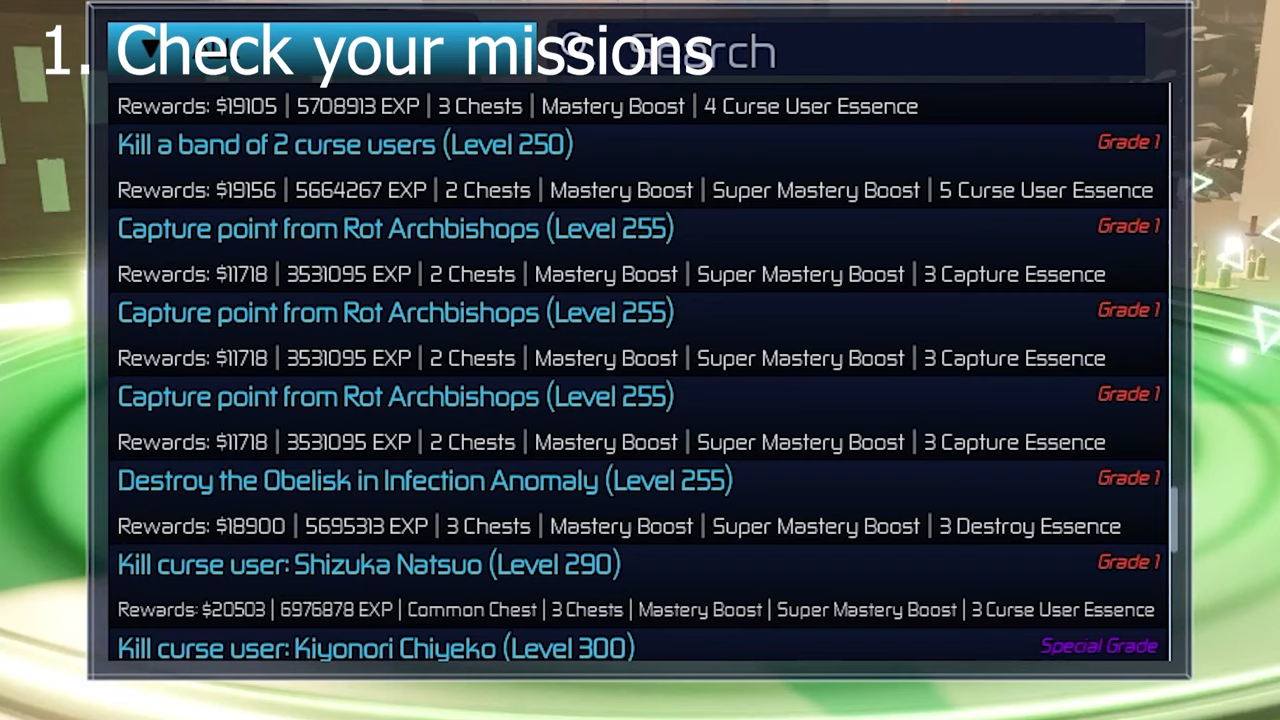 1. Check your missions
Search
Rewards: $19105 | 5708913 EXP | 3 Chests | Mastery Boost | 4 Curse User Essence
Kill a band of 2 curse users (Level 250)
Grade 1
Rewards: $19156 | 5664267 EXP | 2 Chests | Mastery Boost | Super Mastery Boost | 5 Curse User Essence
Capture point from Rot Archbishops (Level 255)
Grade 1
Rewards: $11718 | 3531095 EXP | 2 Chests | Mastery Boost | Super Mastery Boost | 3 Capture Essence
Capture point from Rot Archbishops (Level 255)
Grade 1
Rewards: $11718 | 3531095 EXP | 2 Chests | Mastery Boost | Super Mastery Boost | 3 Capture Essence
Capture point from Rot Archbishops (Level 255)
Grade 1
Rewards: $11718 | 3531095 EXP | 2 Chests | Mastery Boost | Super Mastery Boost | 3 Capture Essence
Destroy the Obelisk in Infection Anomaly (Level 255)
Grade 1
Rewards: $18900 | 5695313 EXP | 3 Chests | Mastery Boost | Super Mastery Boost | 3 Destroy Essence
Kill curse user: Shizuka Natsuo (Level 290)
Grade 1
Rewards: $20503 | 6976878 EXP | Common Chest | 3 Chests | Mastery Boost | Super Mastery Boost | 3 Curse User Essence
Kill curse user: Kiyonori Chiyeko (Level 300)
Special Grade